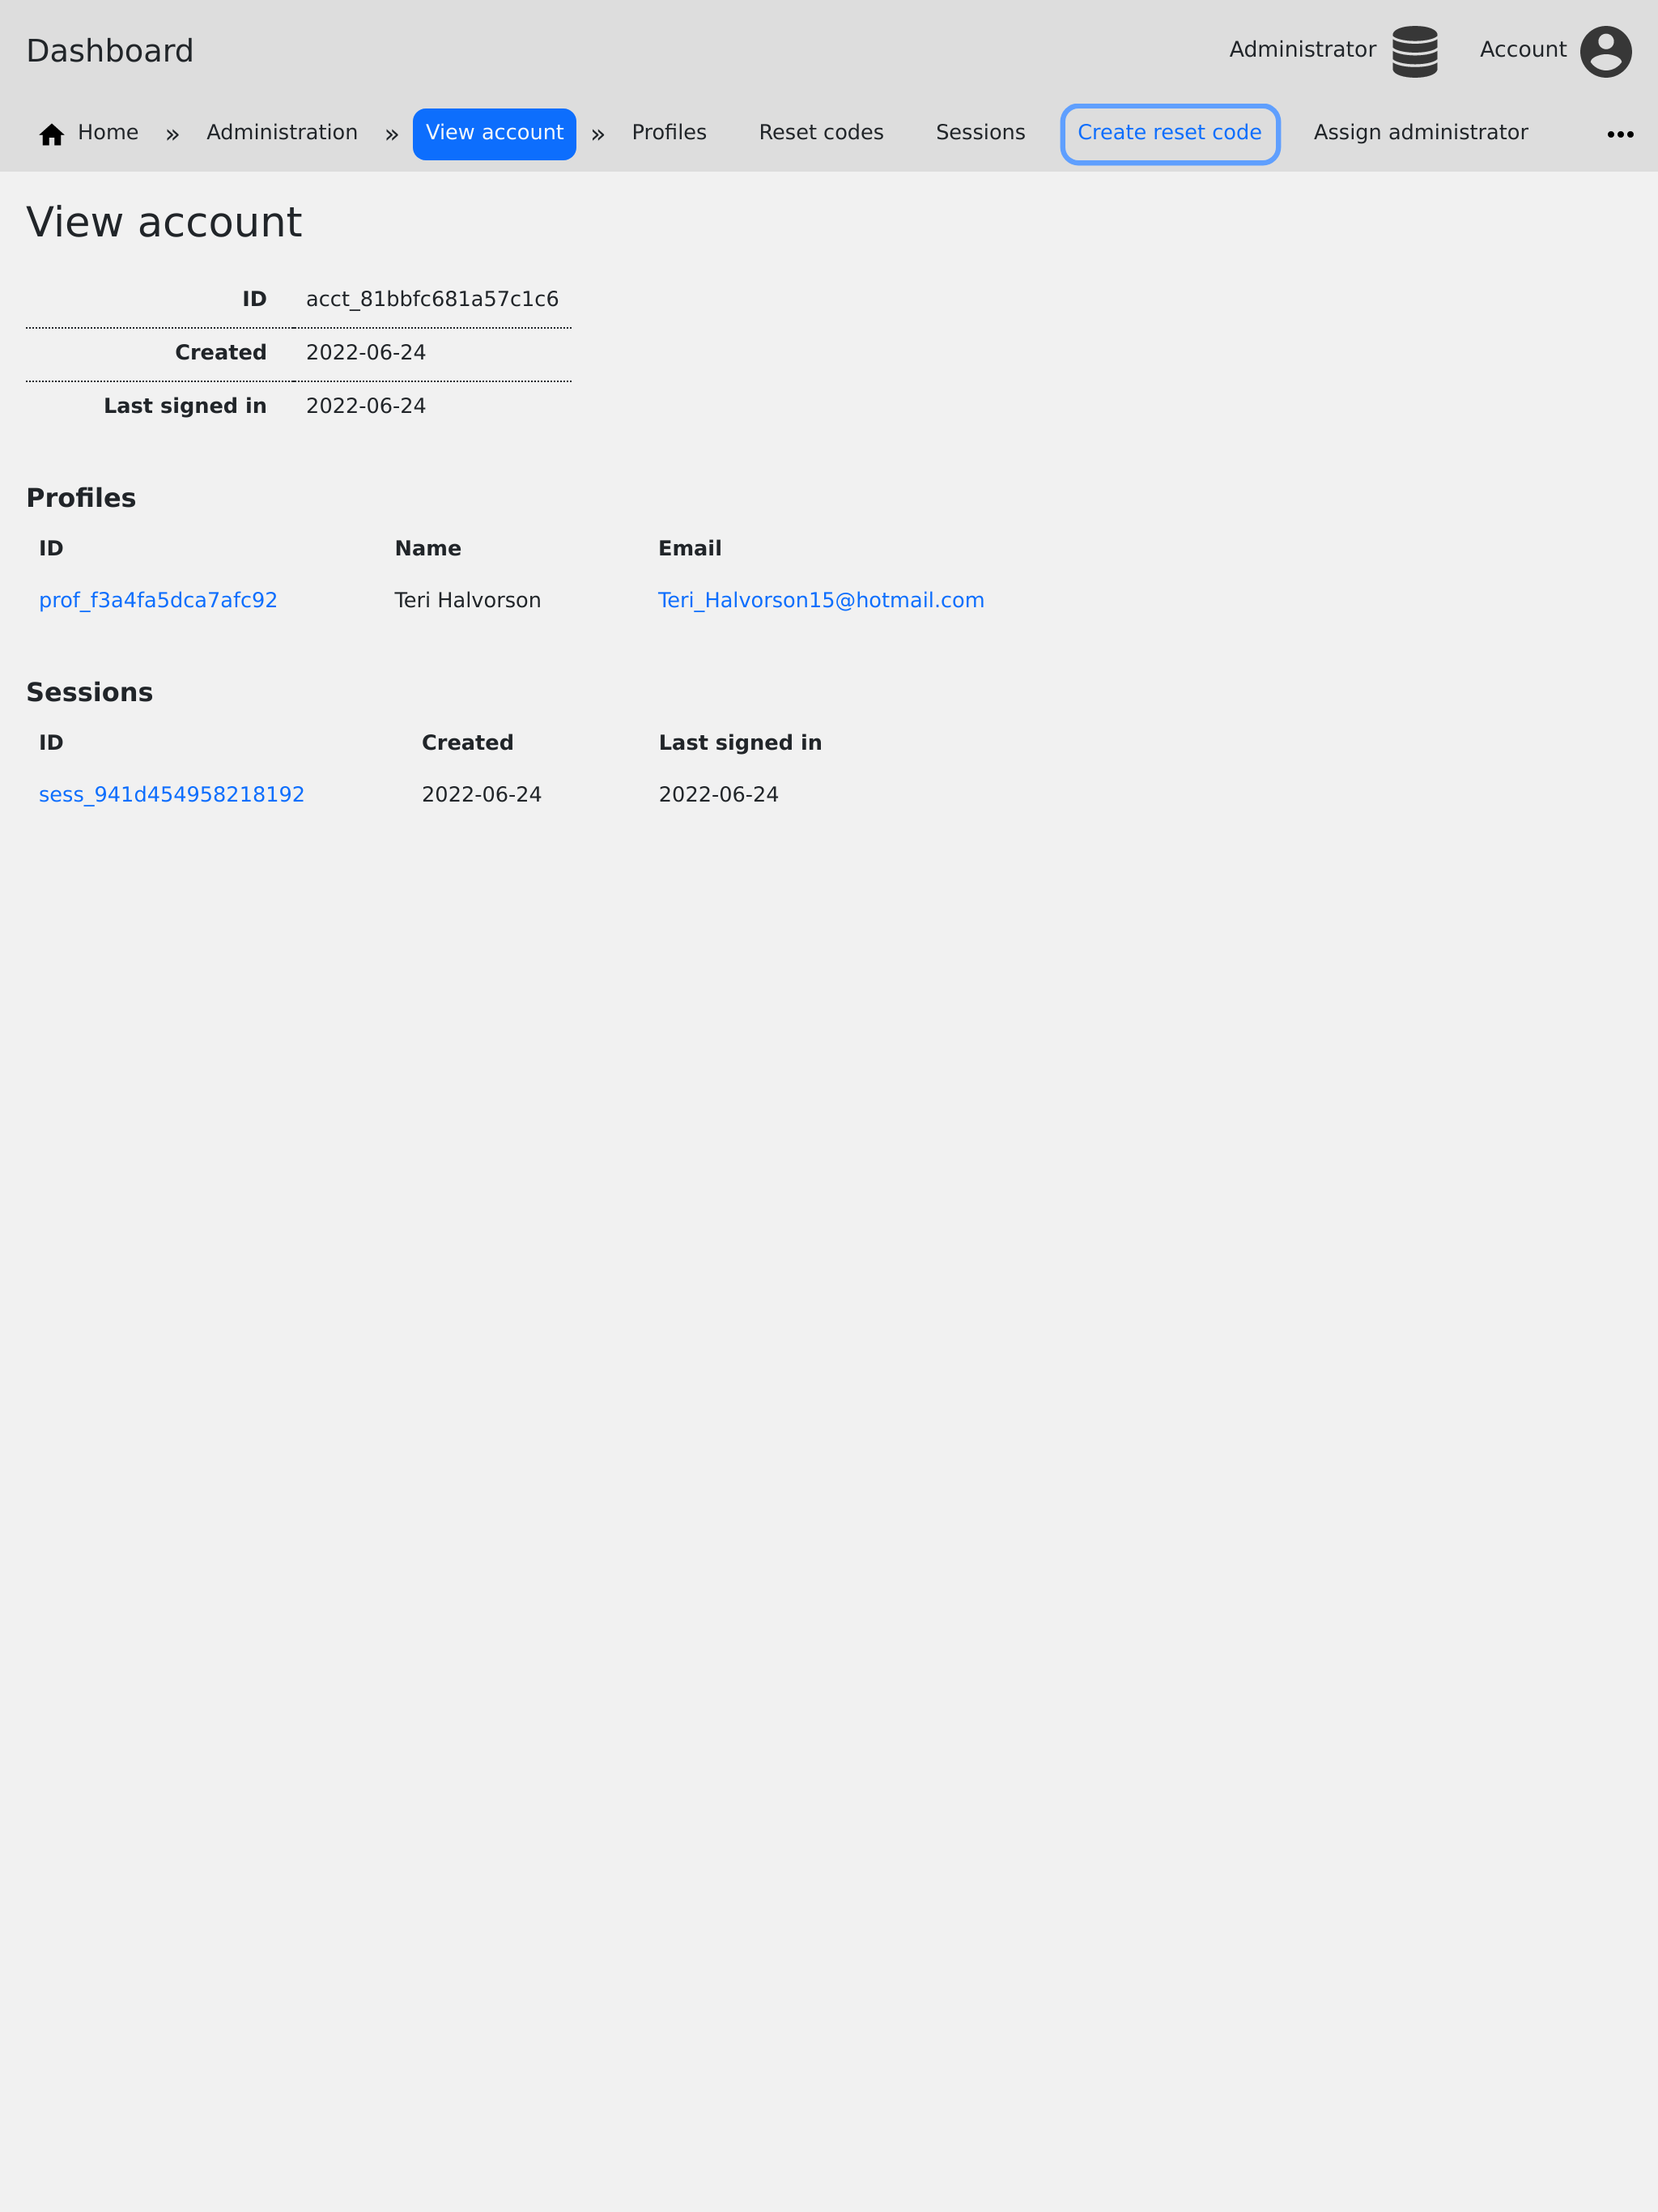 Dashboard
Administrator
Account
Home » Administration » View account » Profiles Reset codes Sessions Create reset code Assign administrator •••
View account
ID acct_81bbfc681a57c1c6
Created 2022-06-24
Last signed in 2022-06-24
Profiles
ID Name Email
prof_f3a4fa5dca7afc92 Teri Halvorson Teri_Halvorson15@hotmail.com
Sessions
ID Created Last signed in
sess_941d454958218192 2022-06-24 2022-06-24